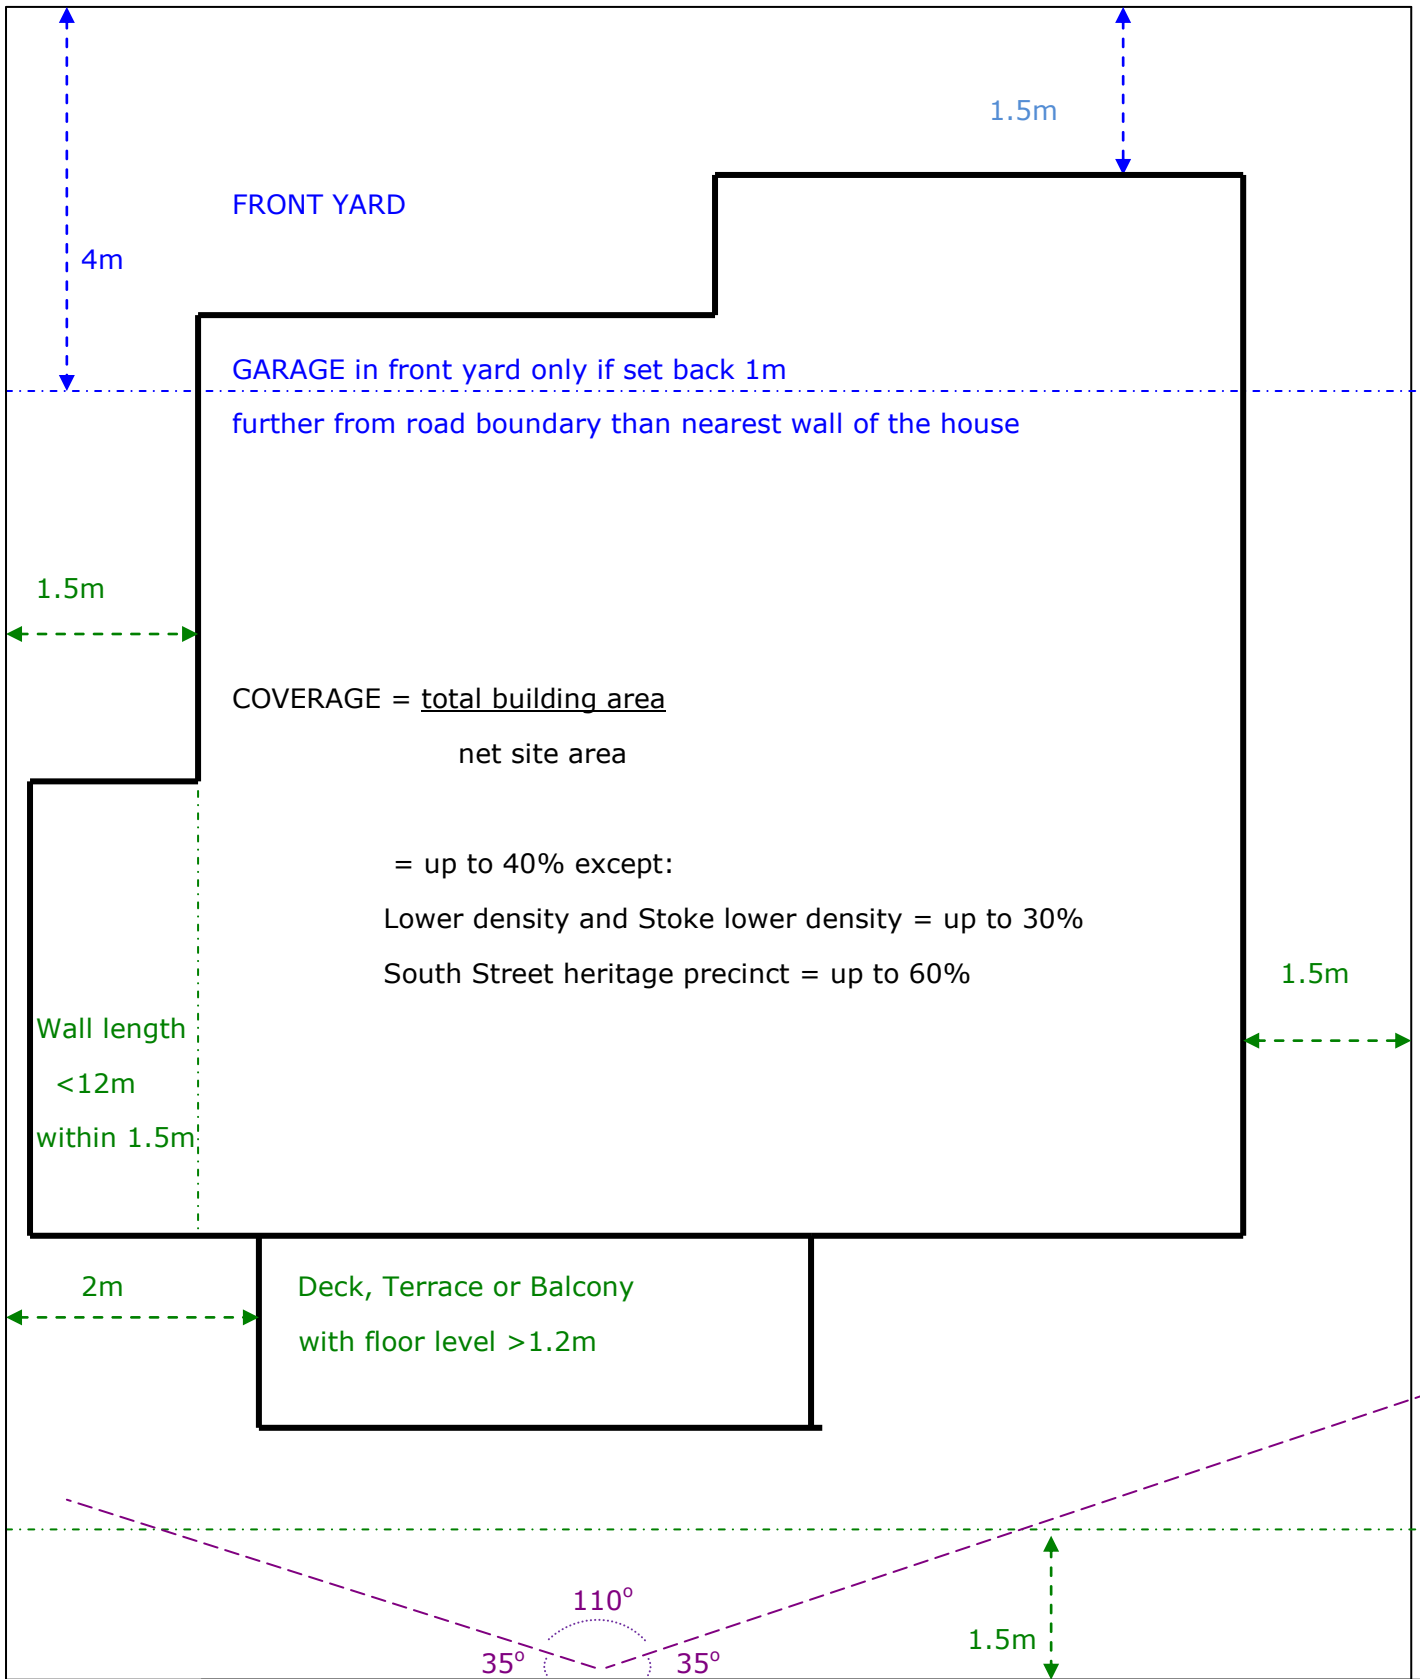 1.5m
FRONT YARD
4m
GARAGE in front yard only if set back 1m
further from road boundary than nearest wall of the house
1.5m
COVERAGE = total building area
net site area
= up to 40% except:
Lower density and Stoke lower density = up to 30%
South Street heritage precinct = up to 60%
1.5m
Wall length
<12m
within 1.5m
2m
Deck, Terrace or Balcony
with floor level >1.2m
110°
1.5m
35°
35°